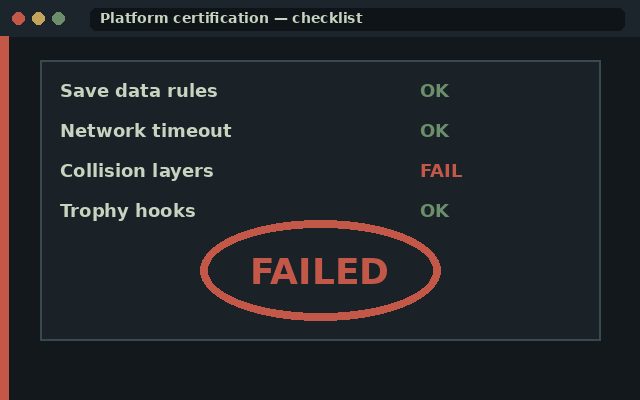 Platform certification — checklist
Save data rules OK
Network timeout OK
Collision layers FAIL
Trophy hooks OK
FAILED